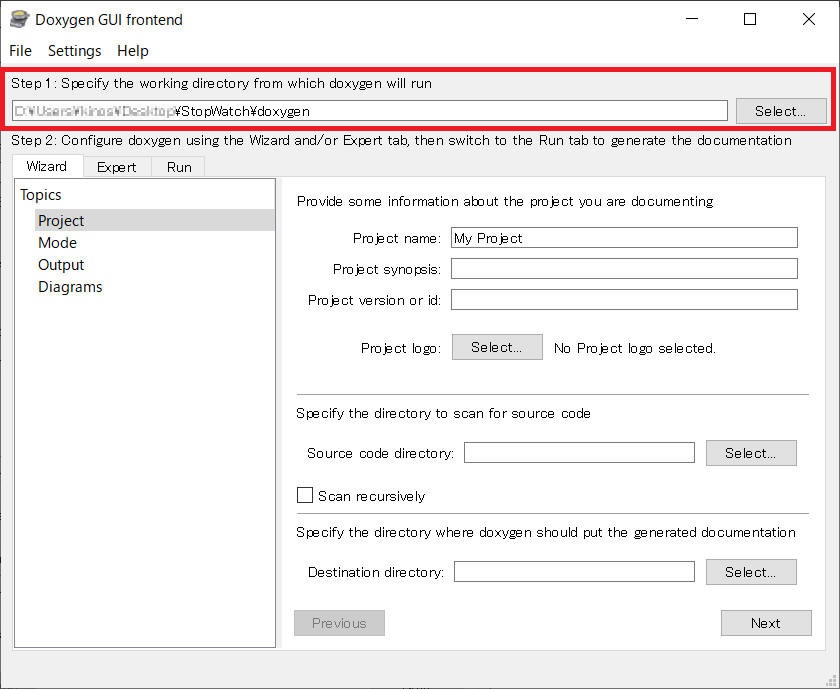 Doxygen GUI frontend
File Settings Help
Step 1: Specify the working directory from which doxygen will run
¥StopWatch¥doxygen Select...
Step 2: Configure doxygen using the Wizard and/or Expert tab, then switch to the Run tab to generate the documentation
Wizard Expert Run
Topics
Project
Mode
Output
Diagrams
Provide some information about the project you are documenting
Project name: My Project
Project synopsis:
Project version or id:
Project logo: Select... No Project logo selected.
Specify the directory to scan for source code
Source code directory: Select...
Scan recursively
Specify the directory where doxygen should put the generated documentation
Destination directory: Select...
Previous Next